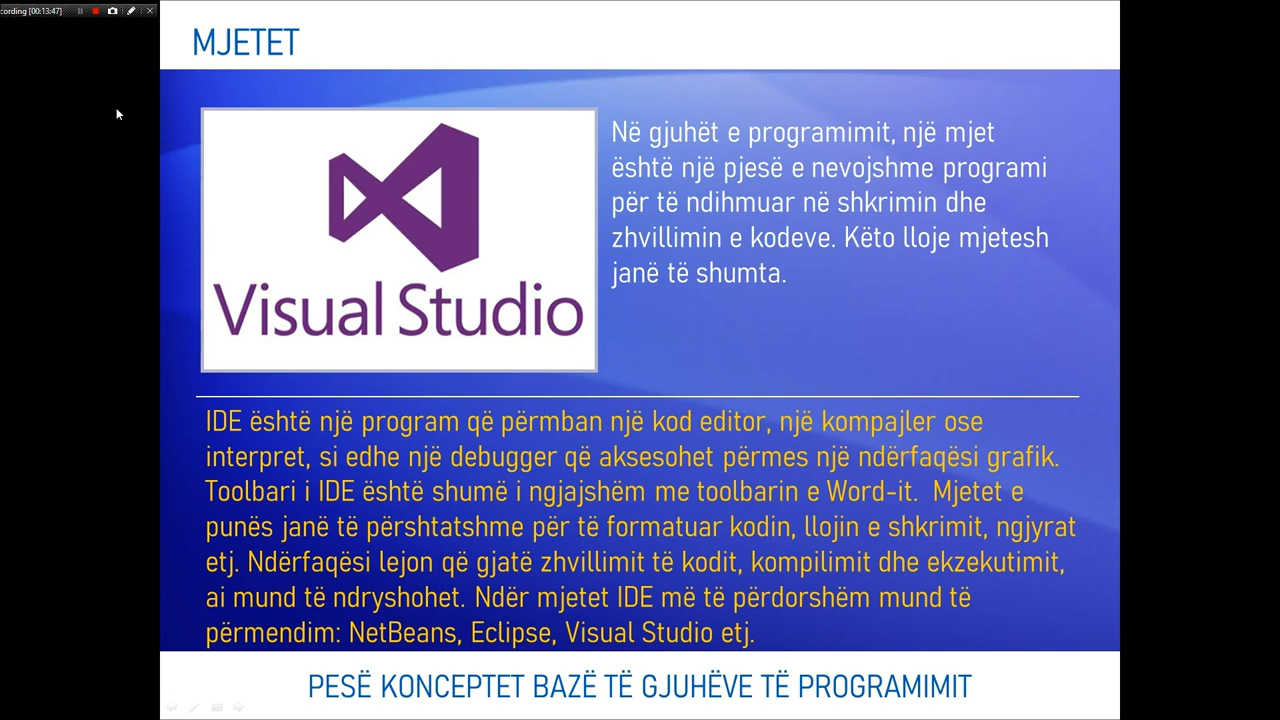 cording [00:13:47]
MJETET
Visual Studio
Në gjuhët e programimit, një mjet
është një pjesë e nevojshme programi
për të ndihmuar në shkrimin dhe
zhvillimin e kodeve. Këto lloje mjetesh
janë të shumta.
IDE është një program që përmban një kod editor, një kompajler ose
interpret, si edhe një debugger që aksesohet përmes një ndërfaqësi grafik.
Toolbari i IDE është shumë i ngjajshëm me toolbarin e Word-it. Mjetet e
punës janë të përshtatshme për të formatuar kodin, llojin e shkrimit, ngjyrat
etj. Ndërfaqësi lejon që gjatë zhvillimit të kodit, kompilimit dhe ekzekutimit,
ai mund të ndryshohet. Ndër mjetet IDE më të përdorshëm mund të
përmendim: NetBeans, Eclipse, Visual Studio etj.
PESË KONCEPTET BAZË TË GJUHËVE TË PROGRAMIMIT